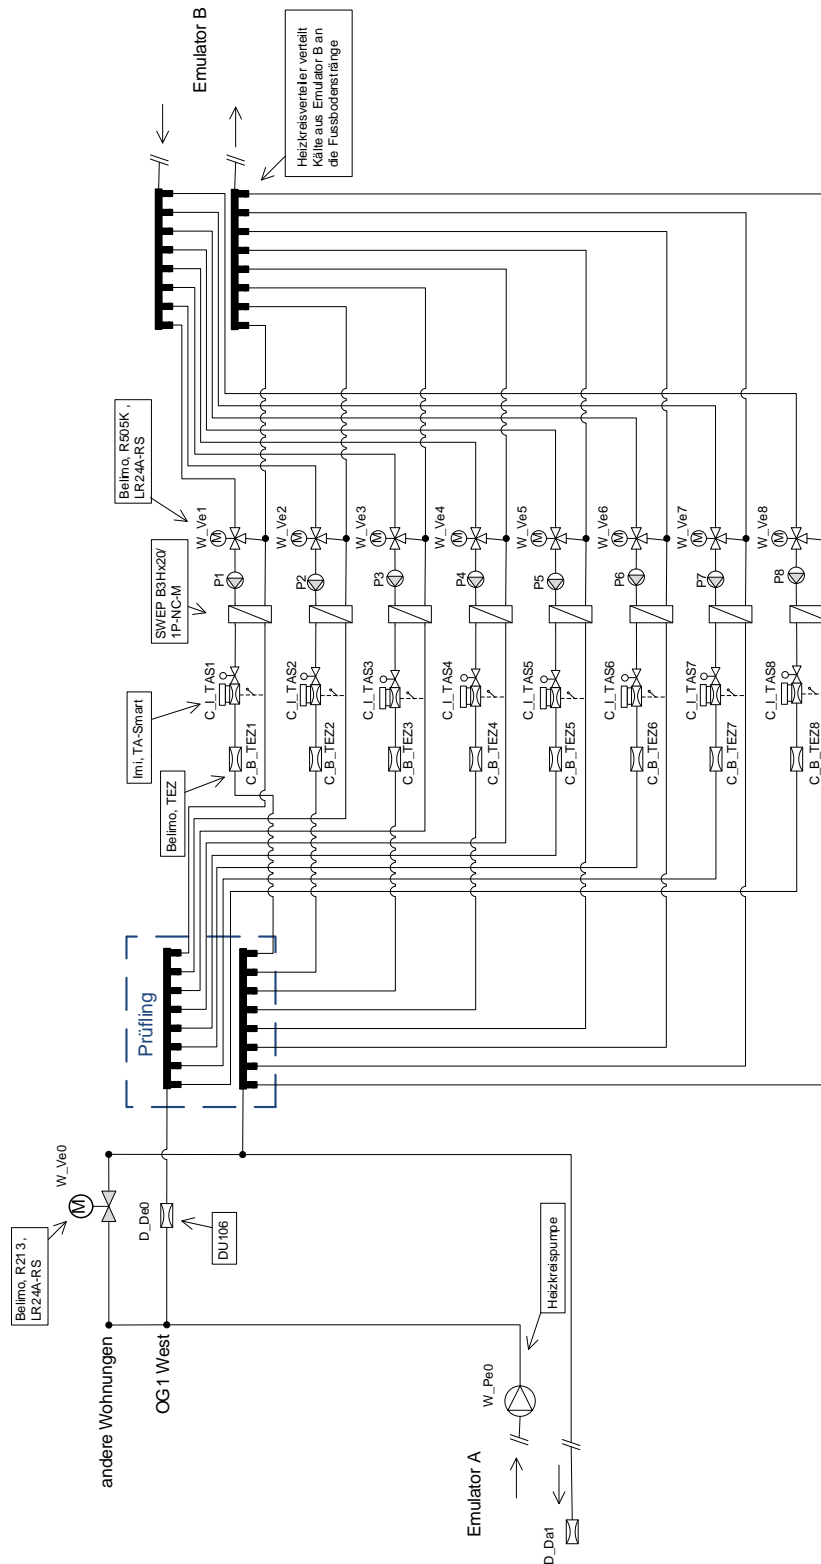 Emulator B
Heizkreisverteiler verteilt
Kälte aus Emulator B an
die Fussbodenstränge
Belimo, R505K,
LR24A-RS
SWEP B3Hx20/
1P-NC-M
Imi, TA-Smart
Belimo, TEZ
W_Ve1
W_Ve2
W_Ve3
W_Ve4
W_Ve5
W_Ve6
W_Ve7
W_Ve8
M
M
M
M
M
M
M
M
P1
P2
P3
P4
P5
P6
P7
P8
C_I_TAS1
C_I_TAS2
C_I_TAS3
C_I_TAS4
C_I_TAS5
C_I_TAS6
C_I_TAS7
C_I_TAS8
C_B_TEZ1
C_B_TEZ2
C_B_TEZ3
C_B_TEZ4
C_B_TEZ5
C_B_TEZ6
C_B_TEZ7
C_B_TEZ8
Prüfling
W_Ve0
M
Belimo, R213,
LR24A-RS
D_De0
DU106
andere Wohnungen
OG1 West
Heizkreispumpe
W_Pe0
Emulator A
D_Da1